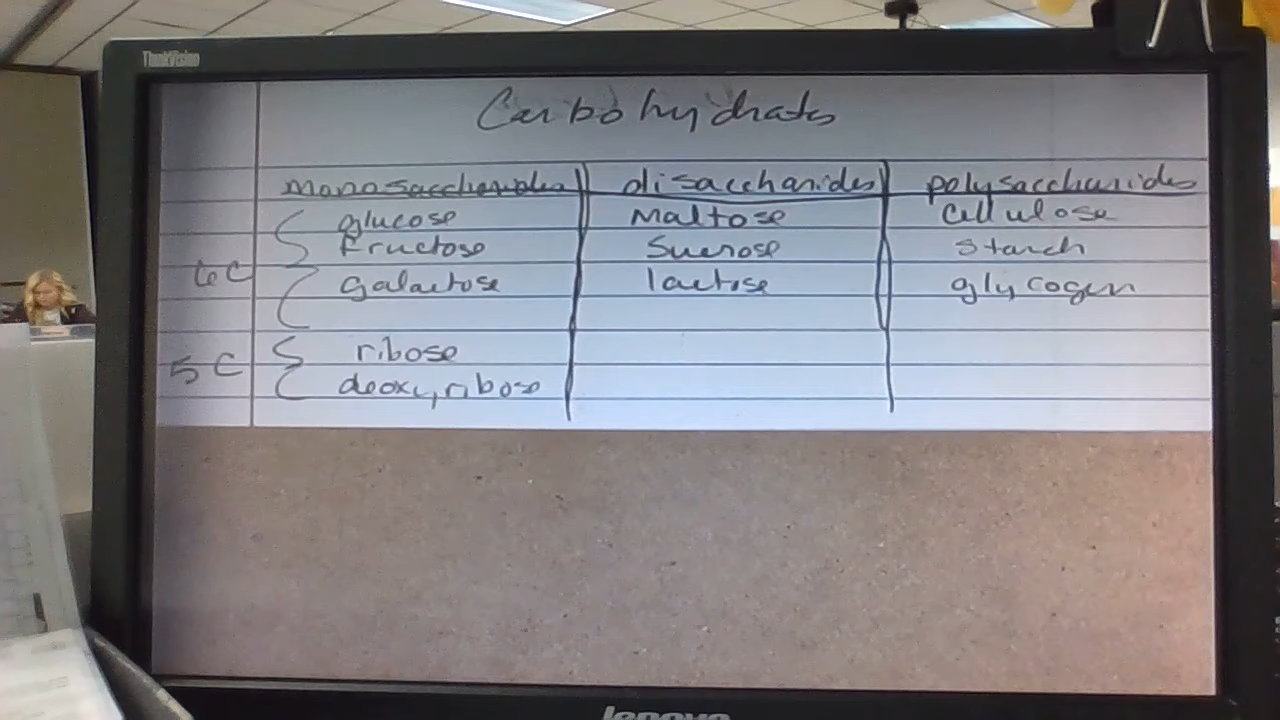 ThinkVision
Carbohydrates
monosaccharides disaccharides polysaccharides
glucose Maltose Cellulose
fructose Sucrose Starch
6C galactose lactose glycogen
5C ribose
deoxyribose
lenovo